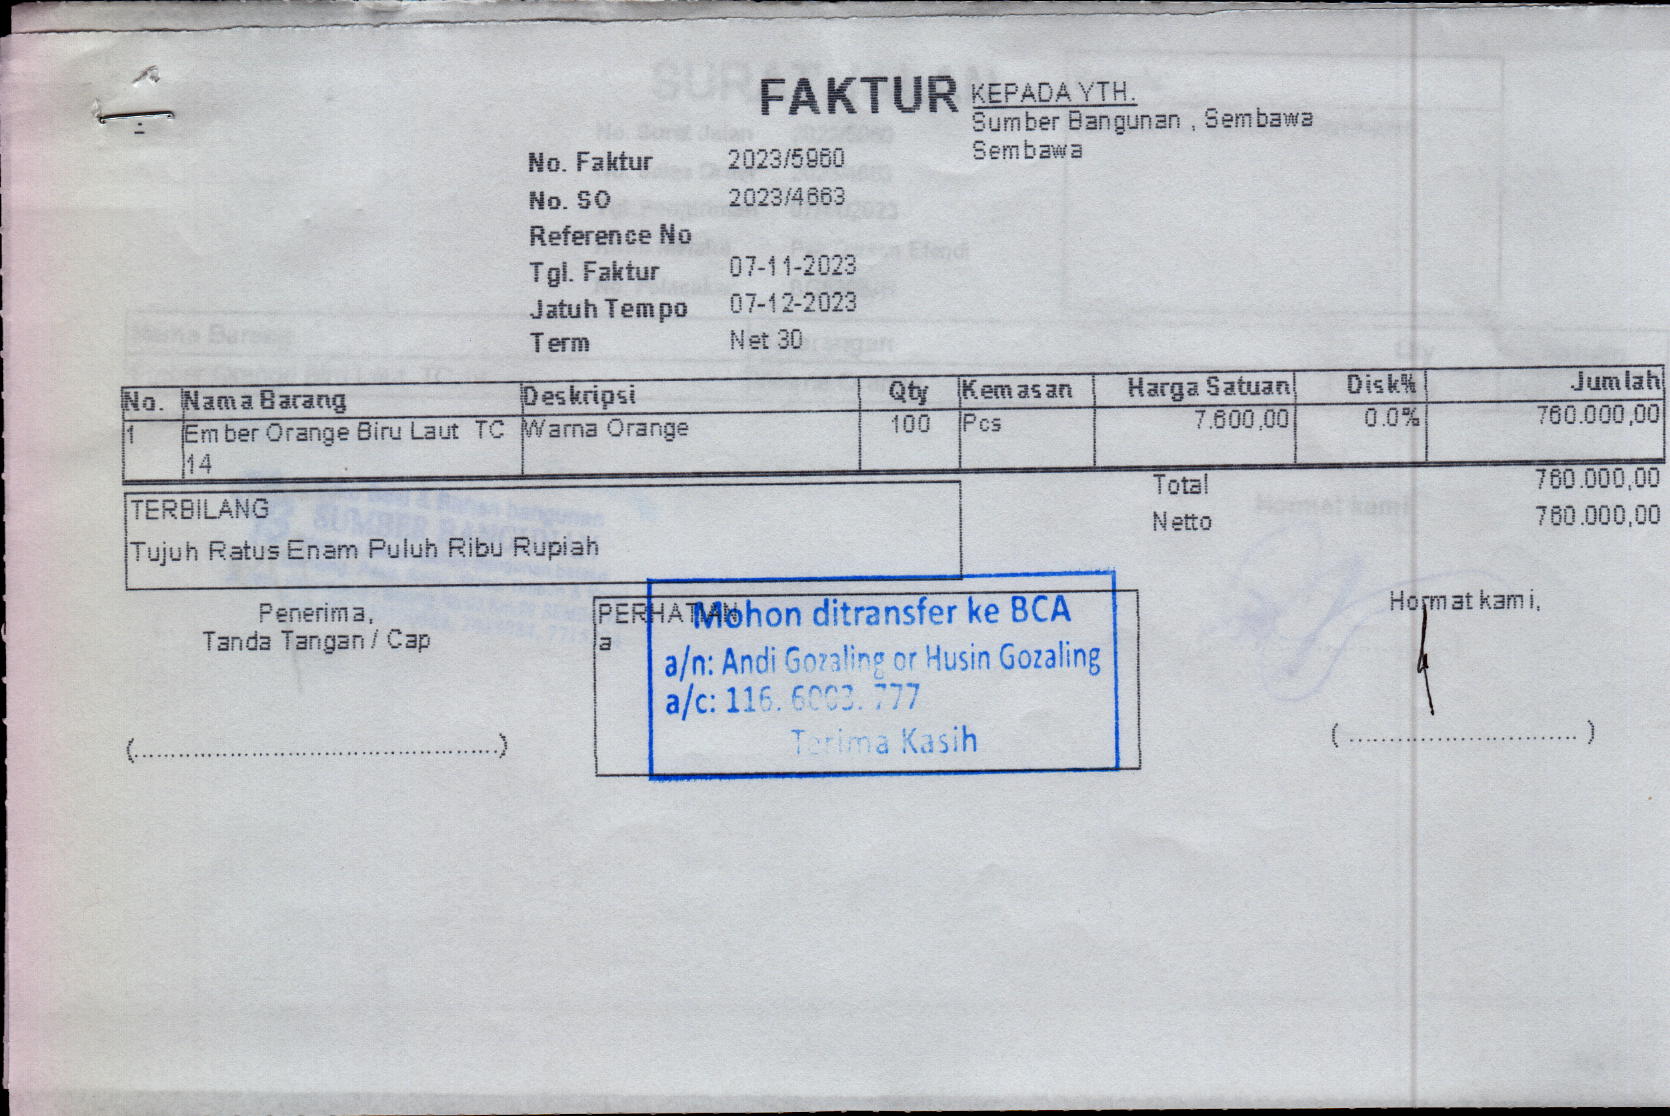 FAKTUR
KEPADA YTH.
Sumber Bangunan , Sembawa
Sembawa
No. Faktur 2023/5960
No. SO 2023/4663
Reference No
Tgl. Faktur 07-11-2023
Jatuh Tempo 07-12-2023
Term Net 30
No. Nama Barang Deskripsi Qty Kemasan Harga Satuan Disk% Jumlah
1 Ember Orange Biru Laut TC Warna Orange 100 Pcs 7.600,00 0.0% 760.000,00
14
Total 760.000,00
Netto 760.000,00
TERBILANG
Tujuh Ratus Enam Puluh Ribu Rupiah
Penerima,
Tanda Tangan / Cap
(................................................)
PERHATIAN
a
Mohon ditransfer ke BCA
a/n: Andi Gozaling or Husin Gozaling
a/c: 116. 6003. 777
Terima Kasih
Hormat kami,
(..............................)